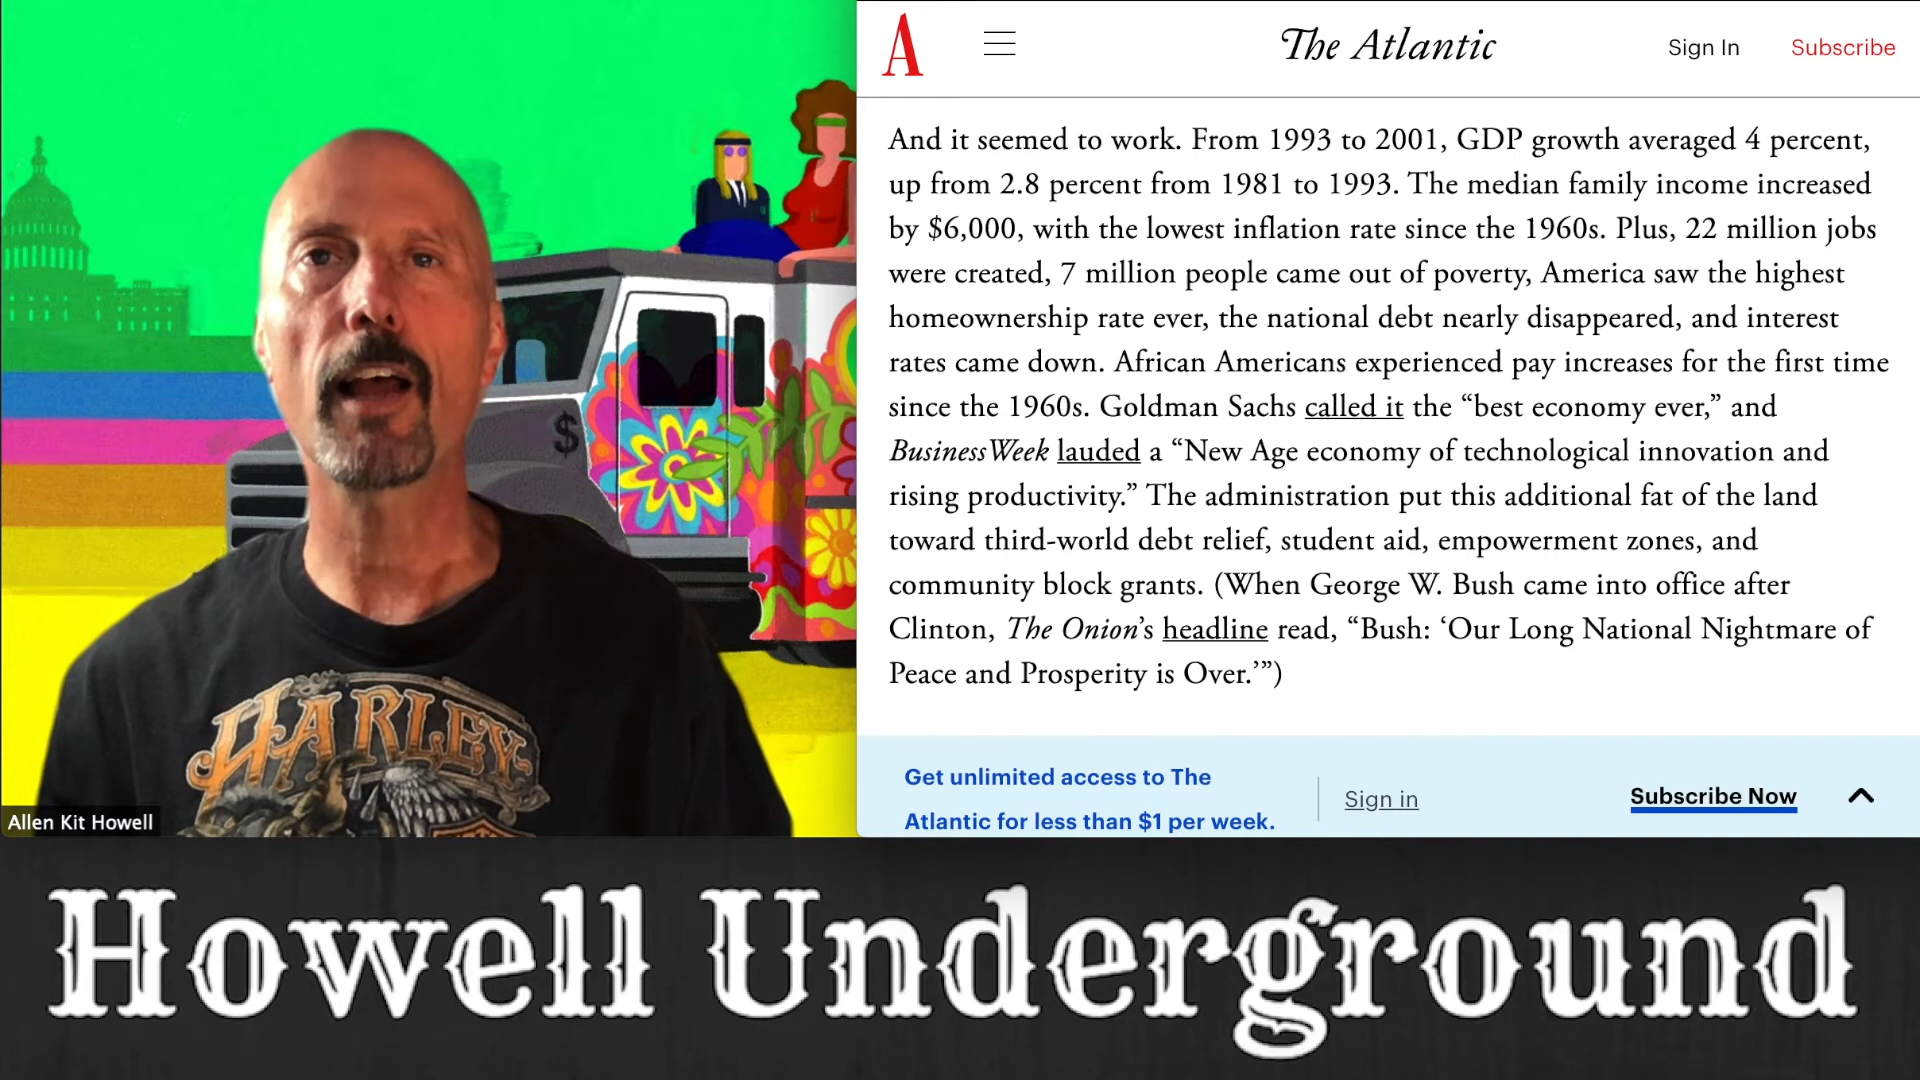 A
The Atlantic
Sign In
Subscribe
And it seemed to work. From 1993 to 2001, GDP growth averaged 4 percent,
up from 2.8 percent from 1981 to 1993. The median family income increased
by $6,000, with the lowest inflation rate since the 1960s. Plus, 22 million jobs
were created, 7 million people came out of poverty, America saw the highest
homeownership rate ever, the national debt nearly disappeared, and interest
rates came down. African Americans experienced pay increases for the first time
since the 1960s. Goldman Sachs called it the “best economy ever,” and
BusinessWeek lauded a “New Age economy of technological innovation and
rising productivity.” The administration put this additional fat of the land
toward third-world debt relief, student aid, empowerment zones, and
community block grants. (When George W. Bush came into office after
Clinton, The Onion’s headline read, “Bush: ‘Our Long National Nightmare of
Peace and Prosperity is Over.’”)
Get unlimited access to The
Atlantic for less than $1 per week.
Sign in
Subscribe Now
$
HARLEY
Allen Kit Howell
Howell Underground